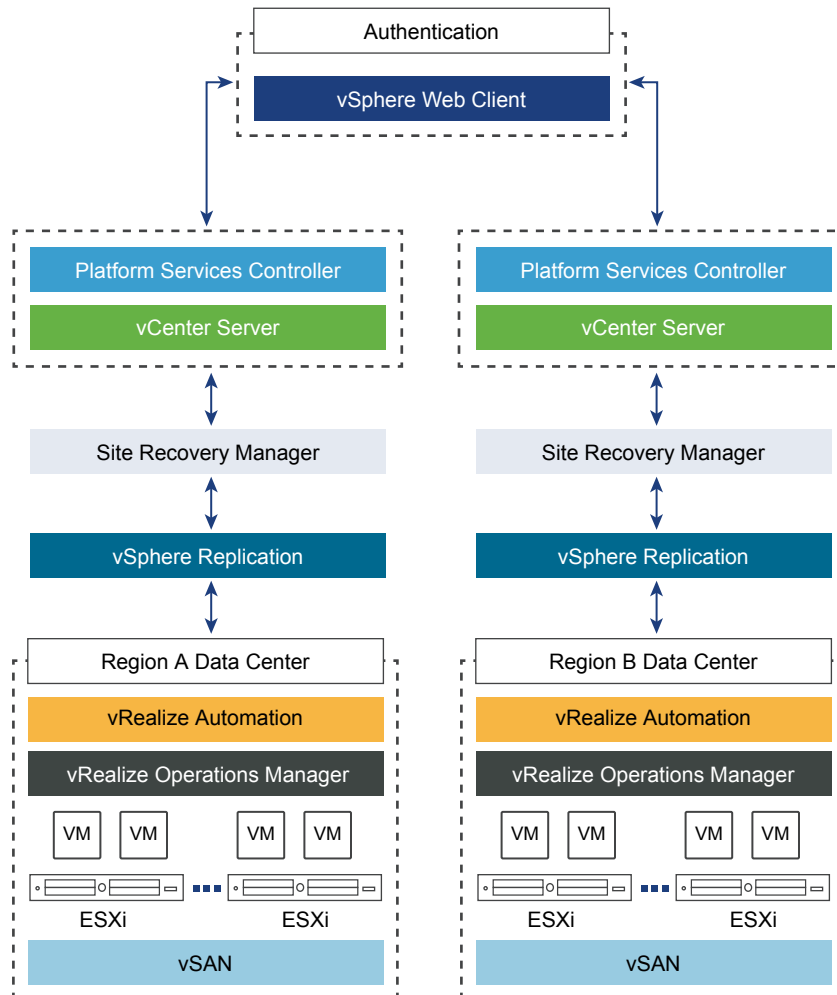 Authentication
vSphere Web Client
Platform Services Controller
vCenter Server
Site Recovery Manager
vSphere Replication
Region A Data Center
vRealize Automation
vRealize Operations Manager
VM VM VM VM
ESXi ESXi
vSAN
Platform Services Controller
vCenter Server
Site Recovery Manager
vSphere Replication
Region B Data Center
vRealize Automation
vRealize Operations Manager
VM VM VM VM
ESXi ESXi
vSAN